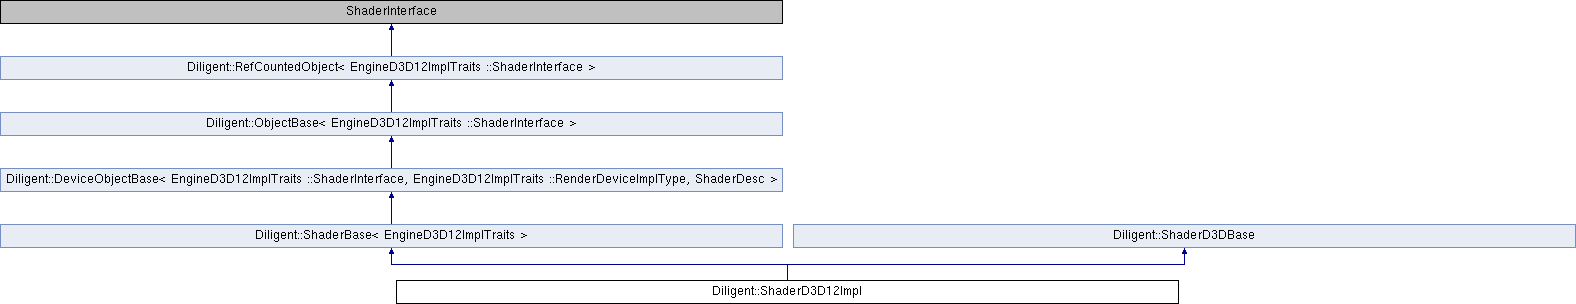 ShaderInterface
Diligent::RefCountedObject< EngineD3D12ImplTraits ::ShaderInterface >
Diligent::ObjectBase< EngineD3D12ImplTraits ::ShaderInterface >
Diligent::DeviceObjectBase< EngineD3D12ImplTraits ::ShaderInterface, EngineD3D12ImplTraits ::RenderDeviceImplType, ShaderDesc >
Diligent::ShaderBase< EngineD3D12ImplTraits >
Diligent::ShaderD3DBase
Diligent::ShaderD3D12Impl